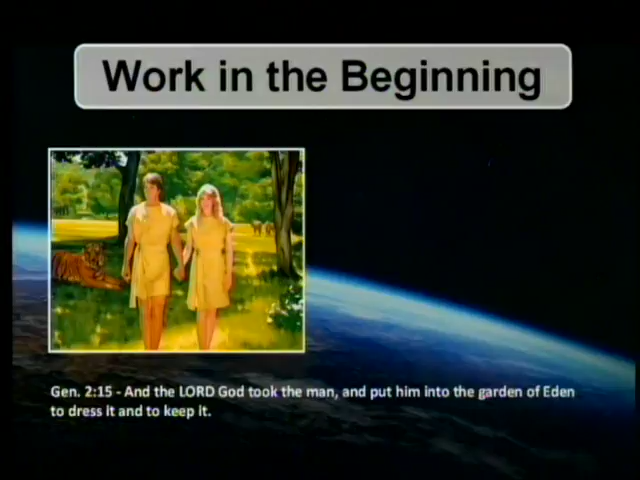 Work in the Beginning
Gen. 2:15 - And the LORD God took the man, and put him into the garden of Eden
to dress it and to keep it.